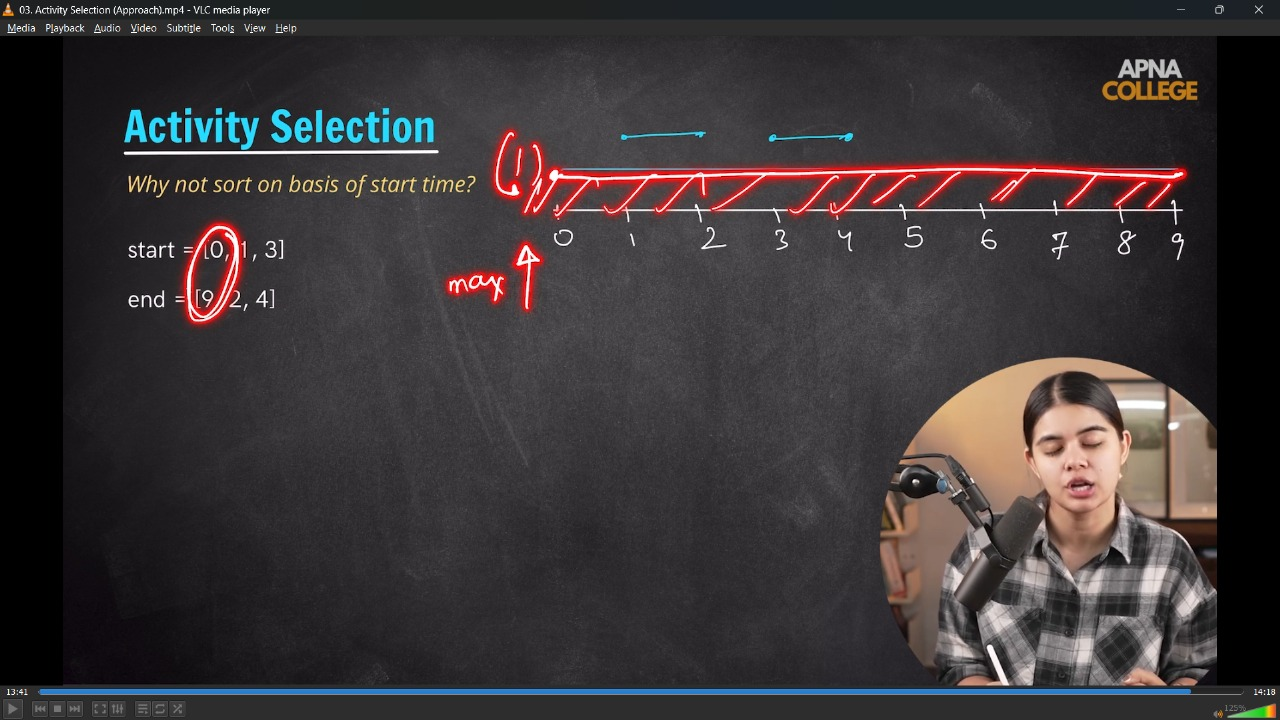 03. Activity Selection (Approach).mp4 - VLC media player
Media Playback Audio Video Subtitle Tools View Help
APNA
COLLEGE
Activity Selection
Why not sort on basis of start time?
(1)
start = [0, 1, 3]
end = [9, 2, 4]
0 1 2 3 4 5 6 7 8 9
max
13:41
14:18
125%